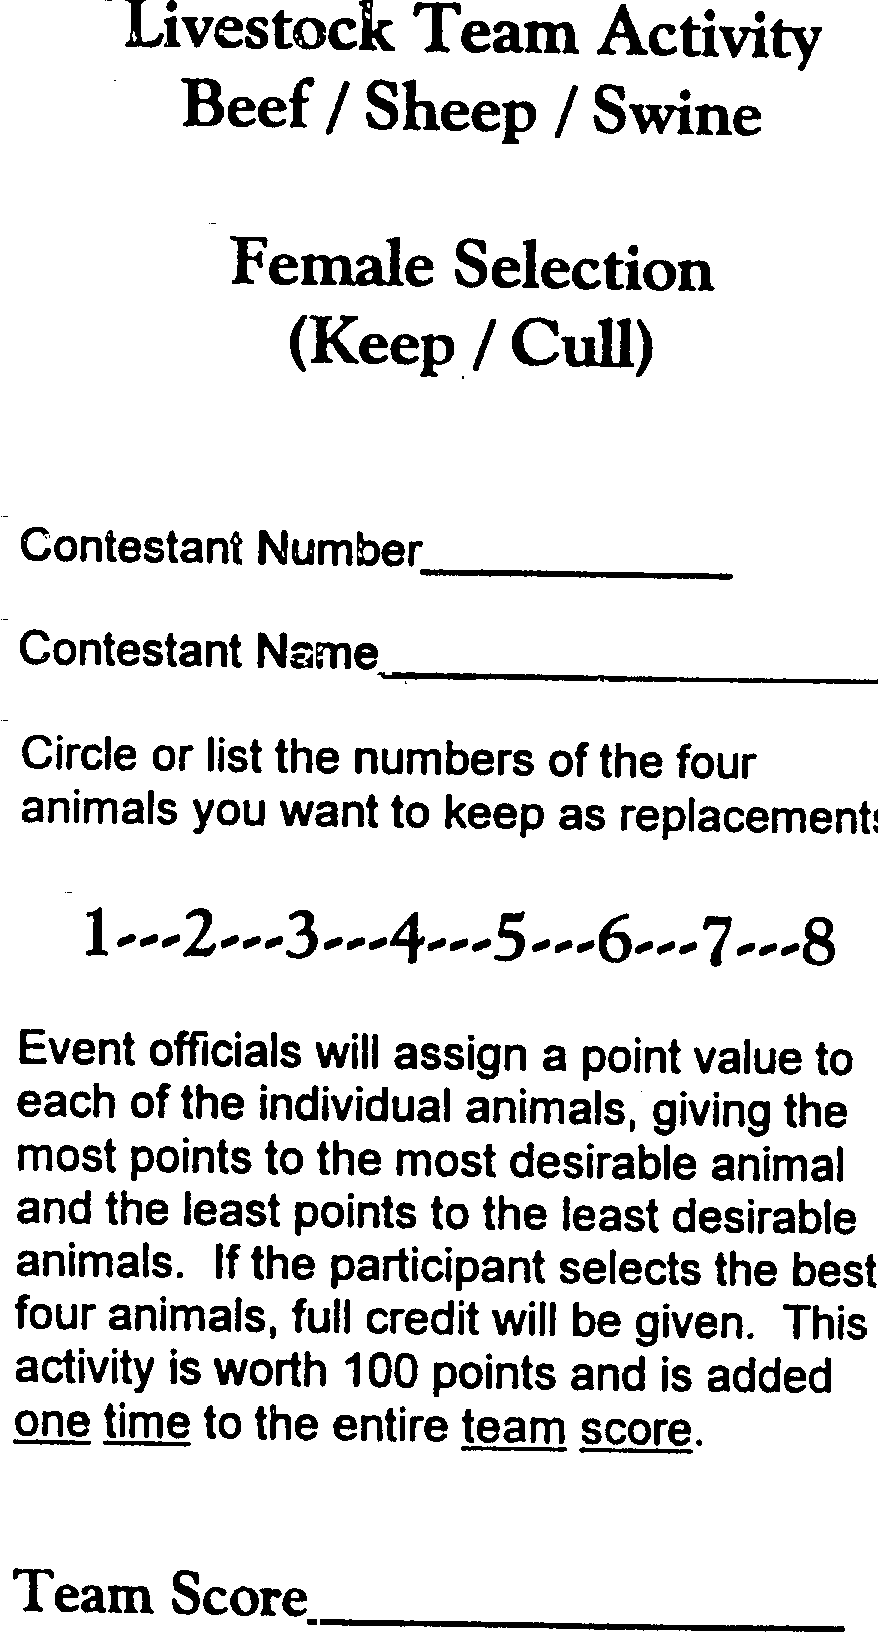 Livestock Team Activity
Beef / Sheep / Swine
Female Selection
(Keep / Cull)
Contestant Number_______________
Contestant Name________________________
Circle or list the numbers of the four
animals you want to keep as replacements
1---2---3---4---5---6---7---8
Event officials will assign a point value to
each of the individual animals, giving the
most points to the most desirable animal
and the least points to the least desirable
animals.  If the participant selects the best
four animals, full credit will be given.  This
activity is worth 100 points and is added
one time to the entire team score.
Team Score_________________________